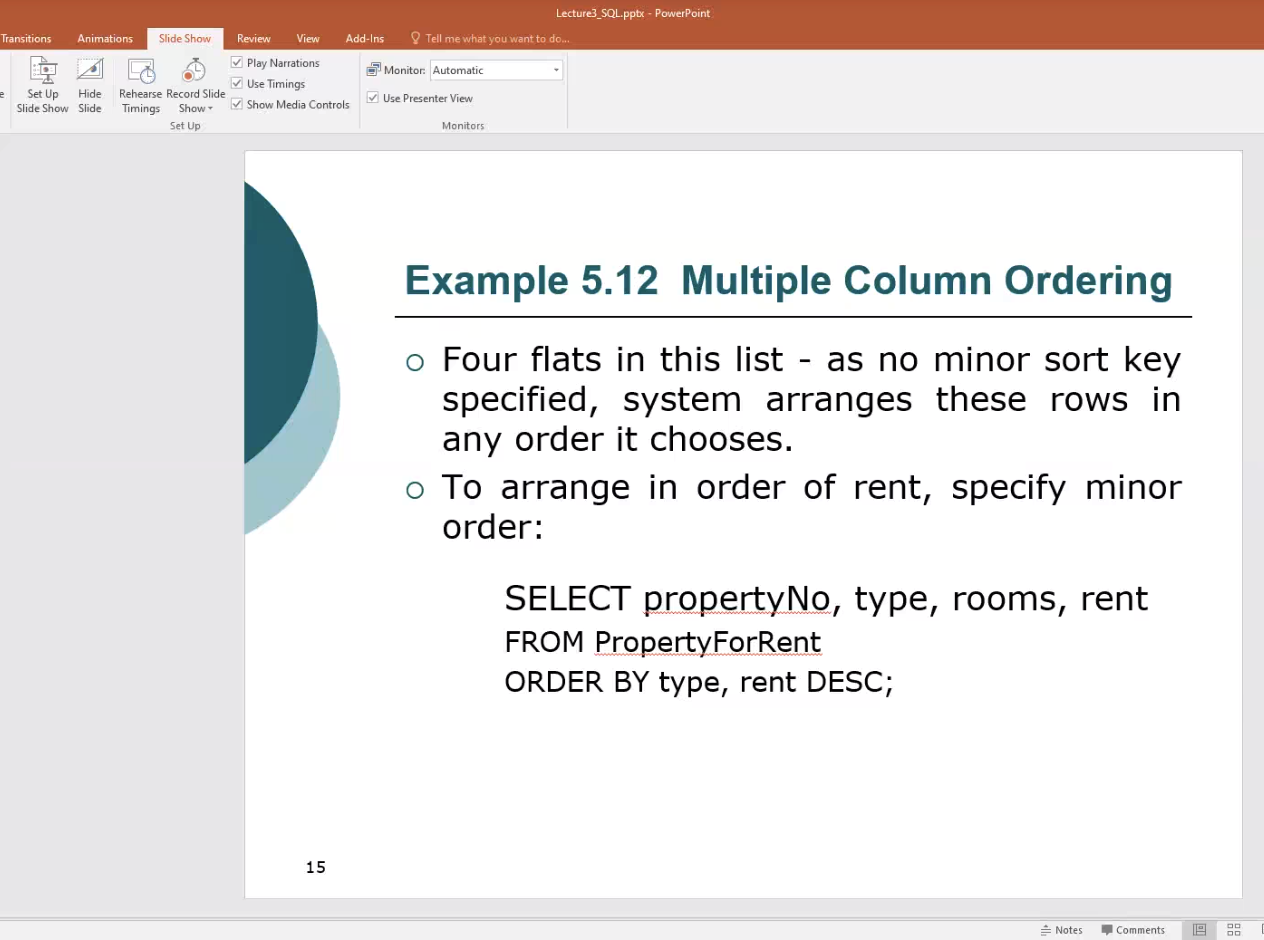 Lecture3_SQL.pptx - PowerPoint
Transitions Animations Slide Show Review View Add-Ins Tell me what you want to do...
Set Up Slide Show
Hide Slide
Rehearse Timings
Record Slide Show
Play Narrations
Use Timings
Show Media Controls
Set Up
Monitor: Automatic
Use Presenter View
Monitors
Example 5.12 Multiple Column Ordering
Four flats in this list - as no minor sort key
specified, system arranges these rows in
any order it chooses.
To arrange in order of rent, specify minor
order:
SELECT propertyNo, type, rooms, rent
FROM PropertyForRent
ORDER BY type, rent DESC;
15
Notes Comments